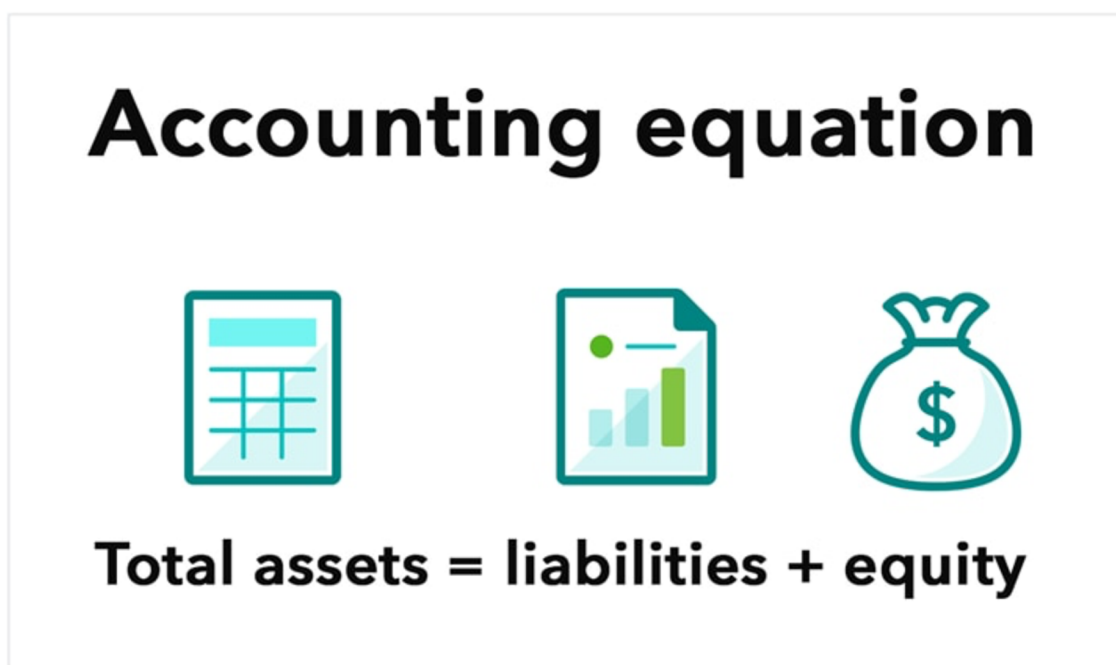 Accounting equation
$
Total assets = liabilities + equity